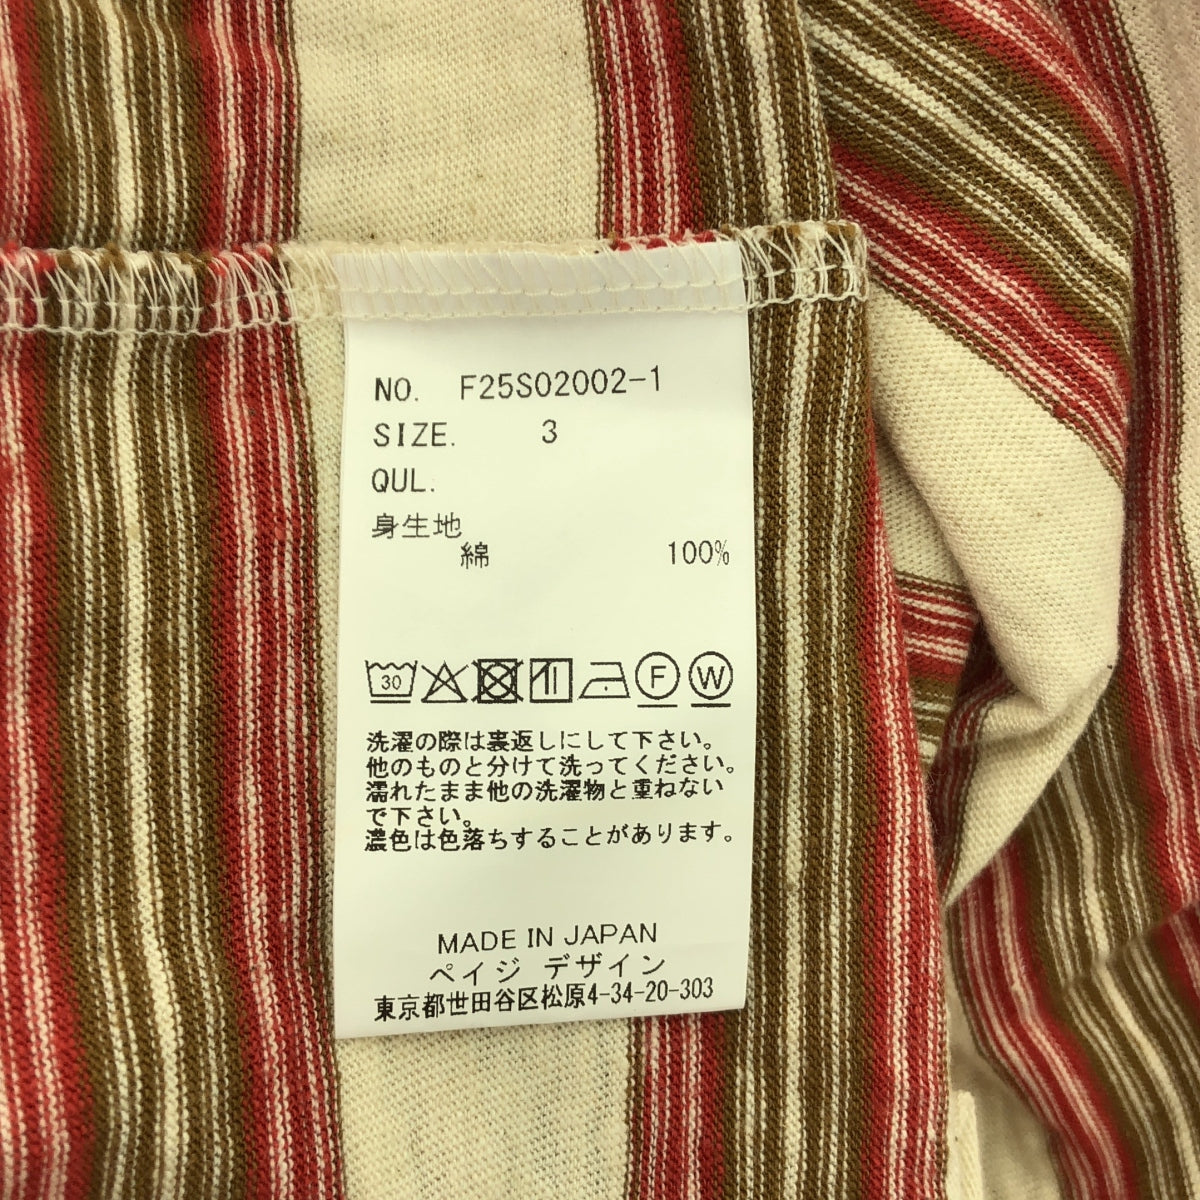 NO. F25S02002-1
SIZE. 3
QUL.
身生地
綿 100%
30 F W
洗濯の際は裏返しにして下さい。
他のものと分けて洗ってください。
濡れたまま他の洗濯物と重ねない
で下さい。
濃色は色落ちすることがあります。
MADE IN JAPAN
ペイジ デザイン
東京都世田谷区松原4-34-20-303